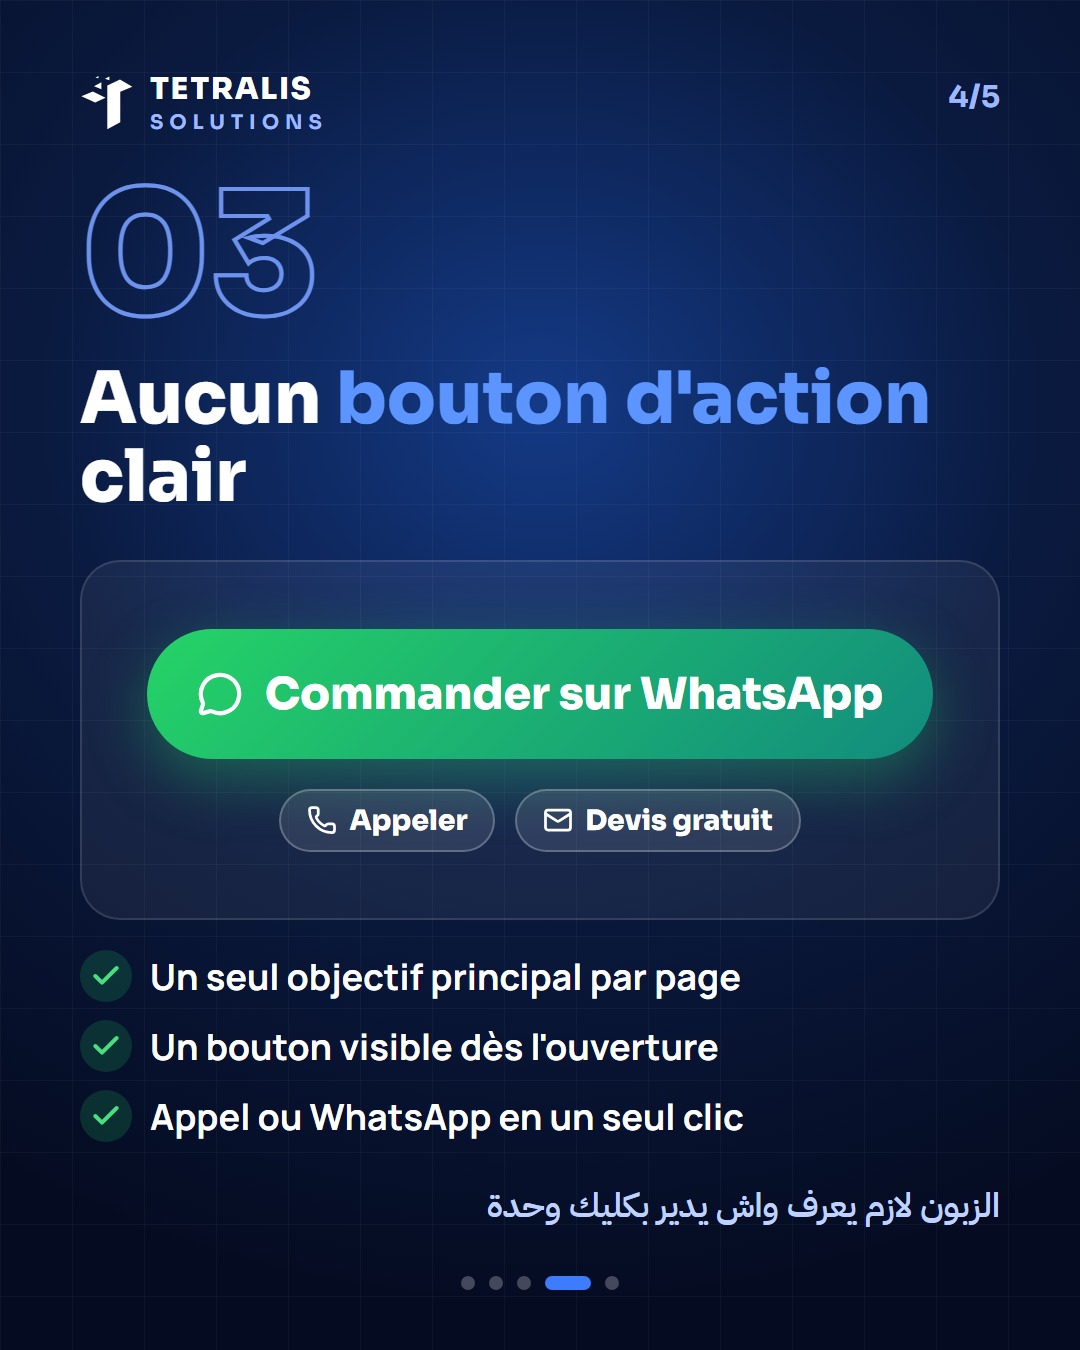 TETRALIS
SOLUTIONS
4/5
03
Aucun bouton d'action
clair
Commander sur WhatsApp
Appeler
Devis gratuit
Un seul objectif principal par page
Un bouton visible dès l'ouverture
Appel ou WhatsApp en un seul clic
الزبون لازم يعرف واش يدير بكليك وحدة